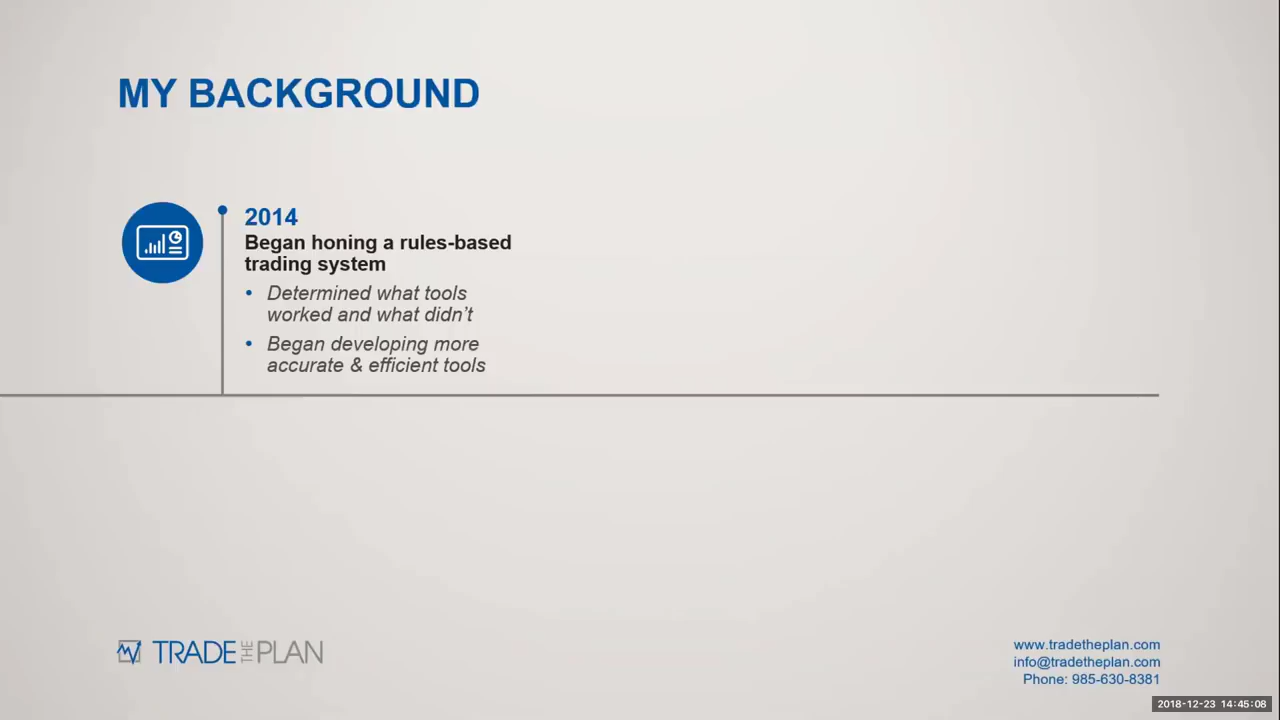 MY BACKGROUND
2014
Began honing a rules-based
trading system
• Determined what tools
worked and what didn’t
• Began developing more
accurate & efficient tools
TRADE THE PLAN
www.tradetheplan.com
info@tradetheplan.com
Phone: 985-630-8381
2018-12-23 14:45:08